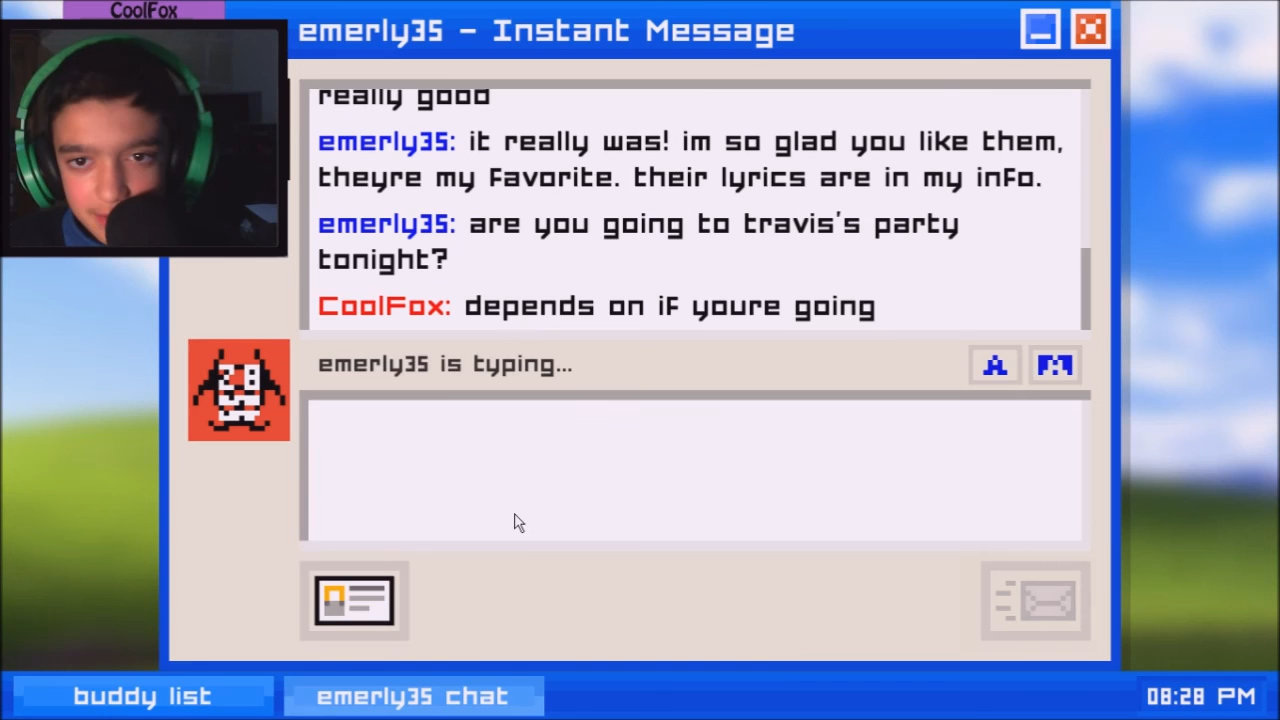 CoolFox
emerly35 - Instant Message
really good
emerly35: it really was! im so glad you like them,
theyre my favorite. their lyrics are in my info.
emerly35: are you going to travis's party
tonight?
CoolFox: depends on if youre going
emerly35 is typing...
A
buddy list
emerly35 chat
08:28 PM